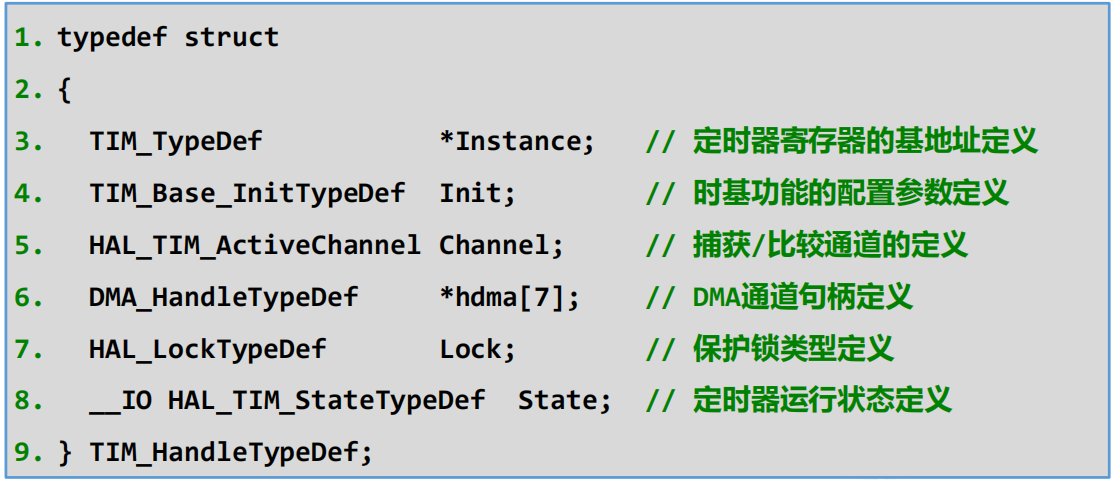 1. typedef struct
2. {
3. TIM_TypeDef *Instance; // 定时器寄存器的基地址定义
4. TIM_Base_InitTypeDef Init; // 时基功能的配置参数定义
5. HAL_TIM_ActiveChannel Channel; // 捕获/比较通道的定义
6. DMA_HandleTypeDef *hdma[7]; // DMA通道句柄定义
7. HAL_LockTypeDef Lock; // 保护锁类型定义
8. __IO HAL_TIM_StateTypeDef State; // 定时器运行状态定义
9. } TIM_HandleTypeDef;